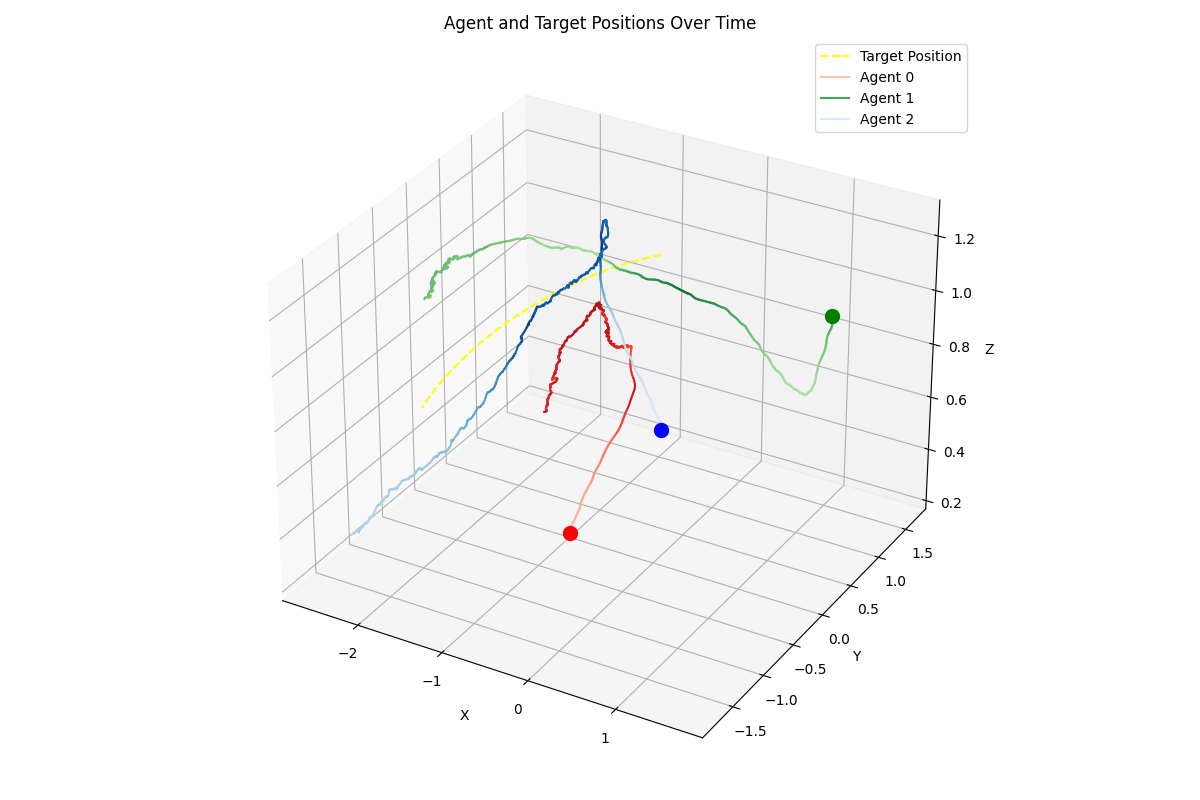 Agent and Target Positions Over Time
Target Position
Agent 0
Agent 1
Agent 2
1.2
1.0
0.8
0.6
0.4
0.2
Z
1.5
1.0
0.5
0.0
−0.5
−1.0
−1.5
Y
−2
−1
0
1
X